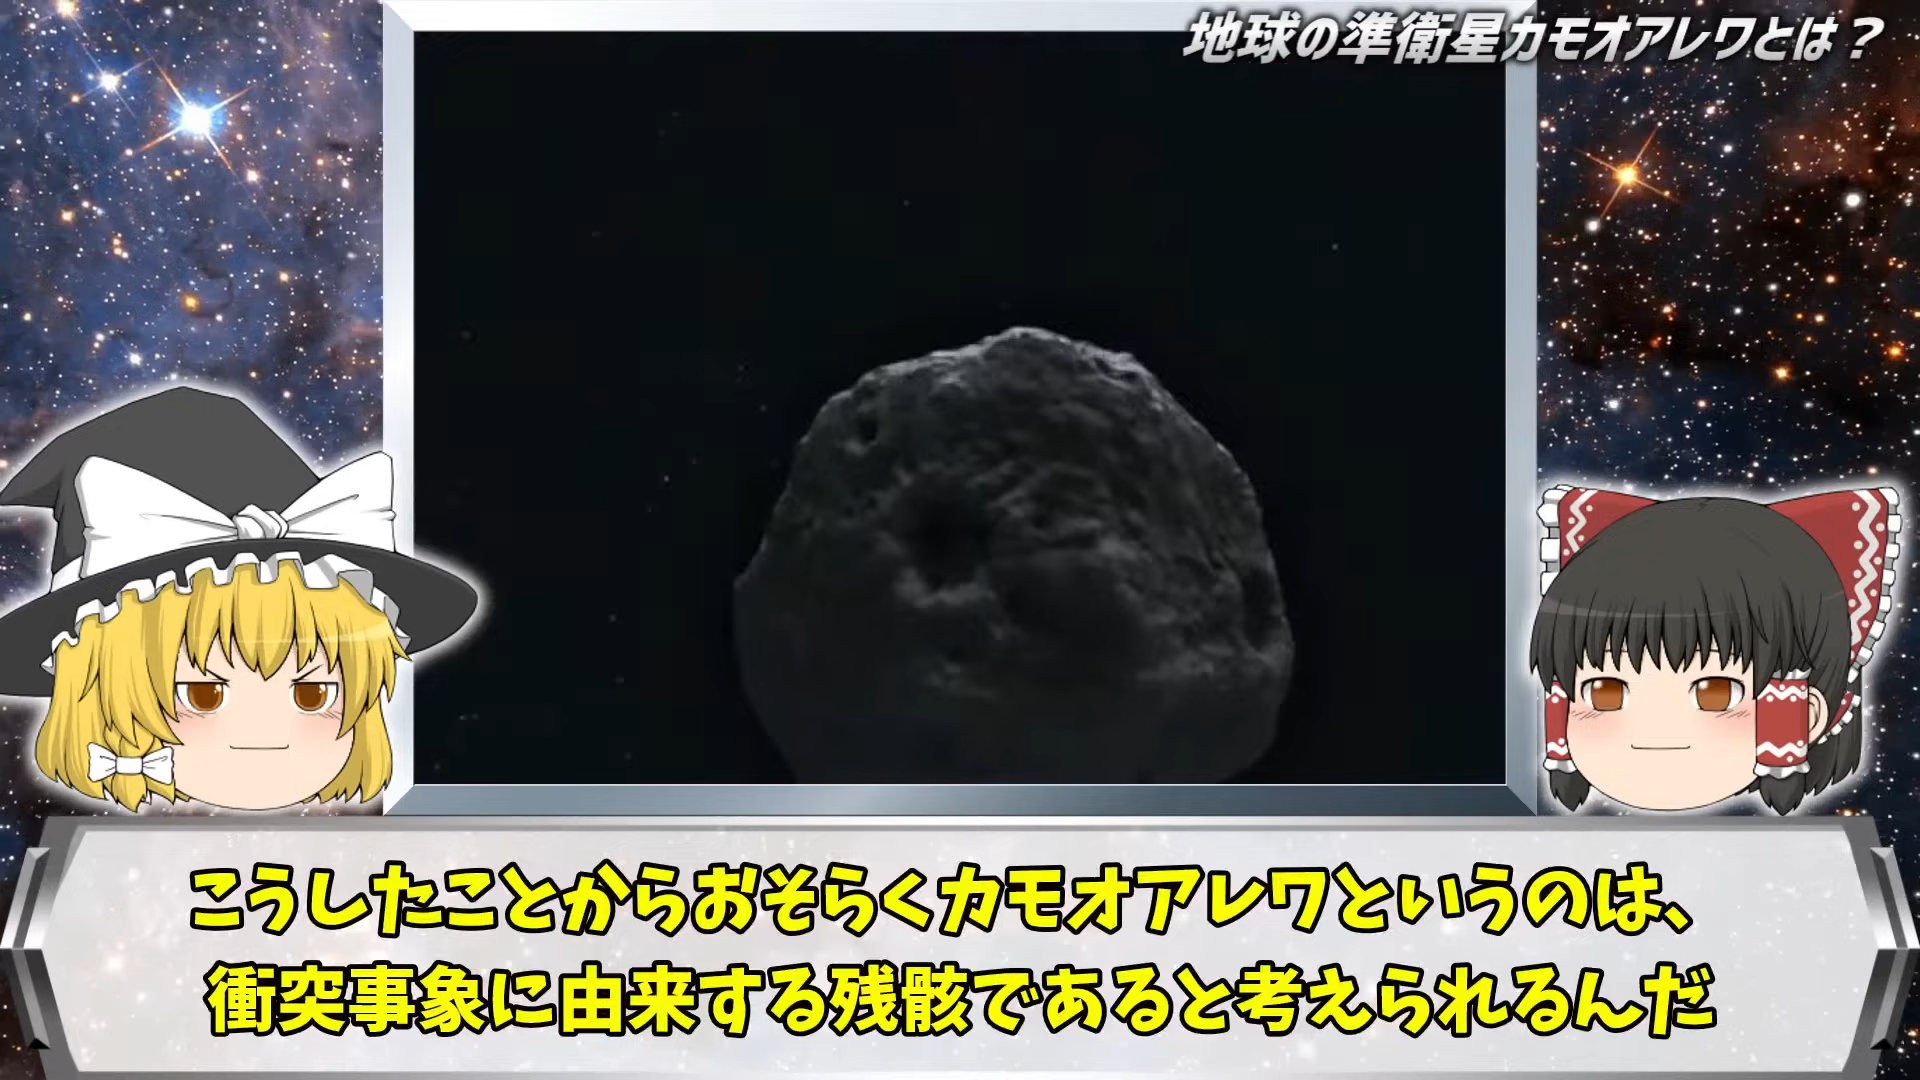 地球の準衛星カモオアレワとは？
こうしたことからおそらくカモオアレワというのは、
衝突事象に由来する残骸であると考えられるんだ